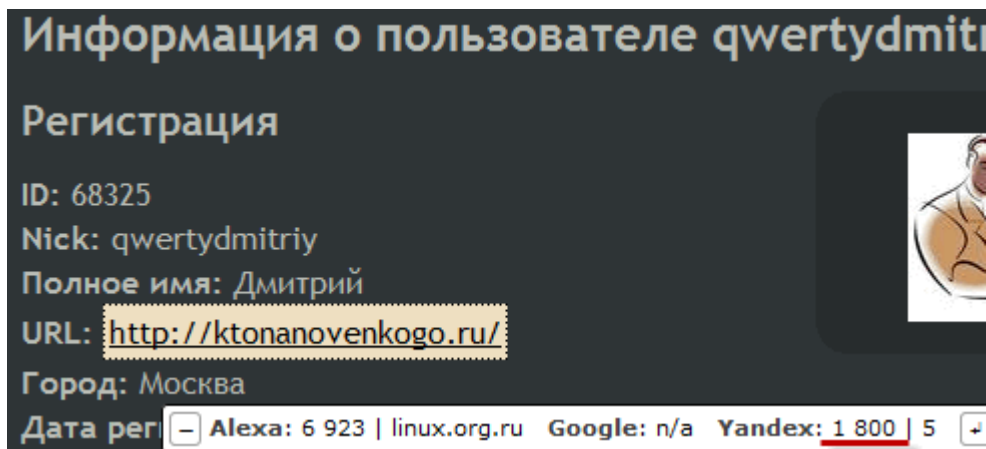 Информация о пользователе qwertydmit
Регистрация
ID: 68325
Nick: qwertydmitriy
Полное имя: Дмитрий
URL: http://ktonanovenkogo.ru/
Город: Москва
Дата рег
Alexa: 6 923 | linux.org.ru Google: n/a Yandex: 1 800 | 5